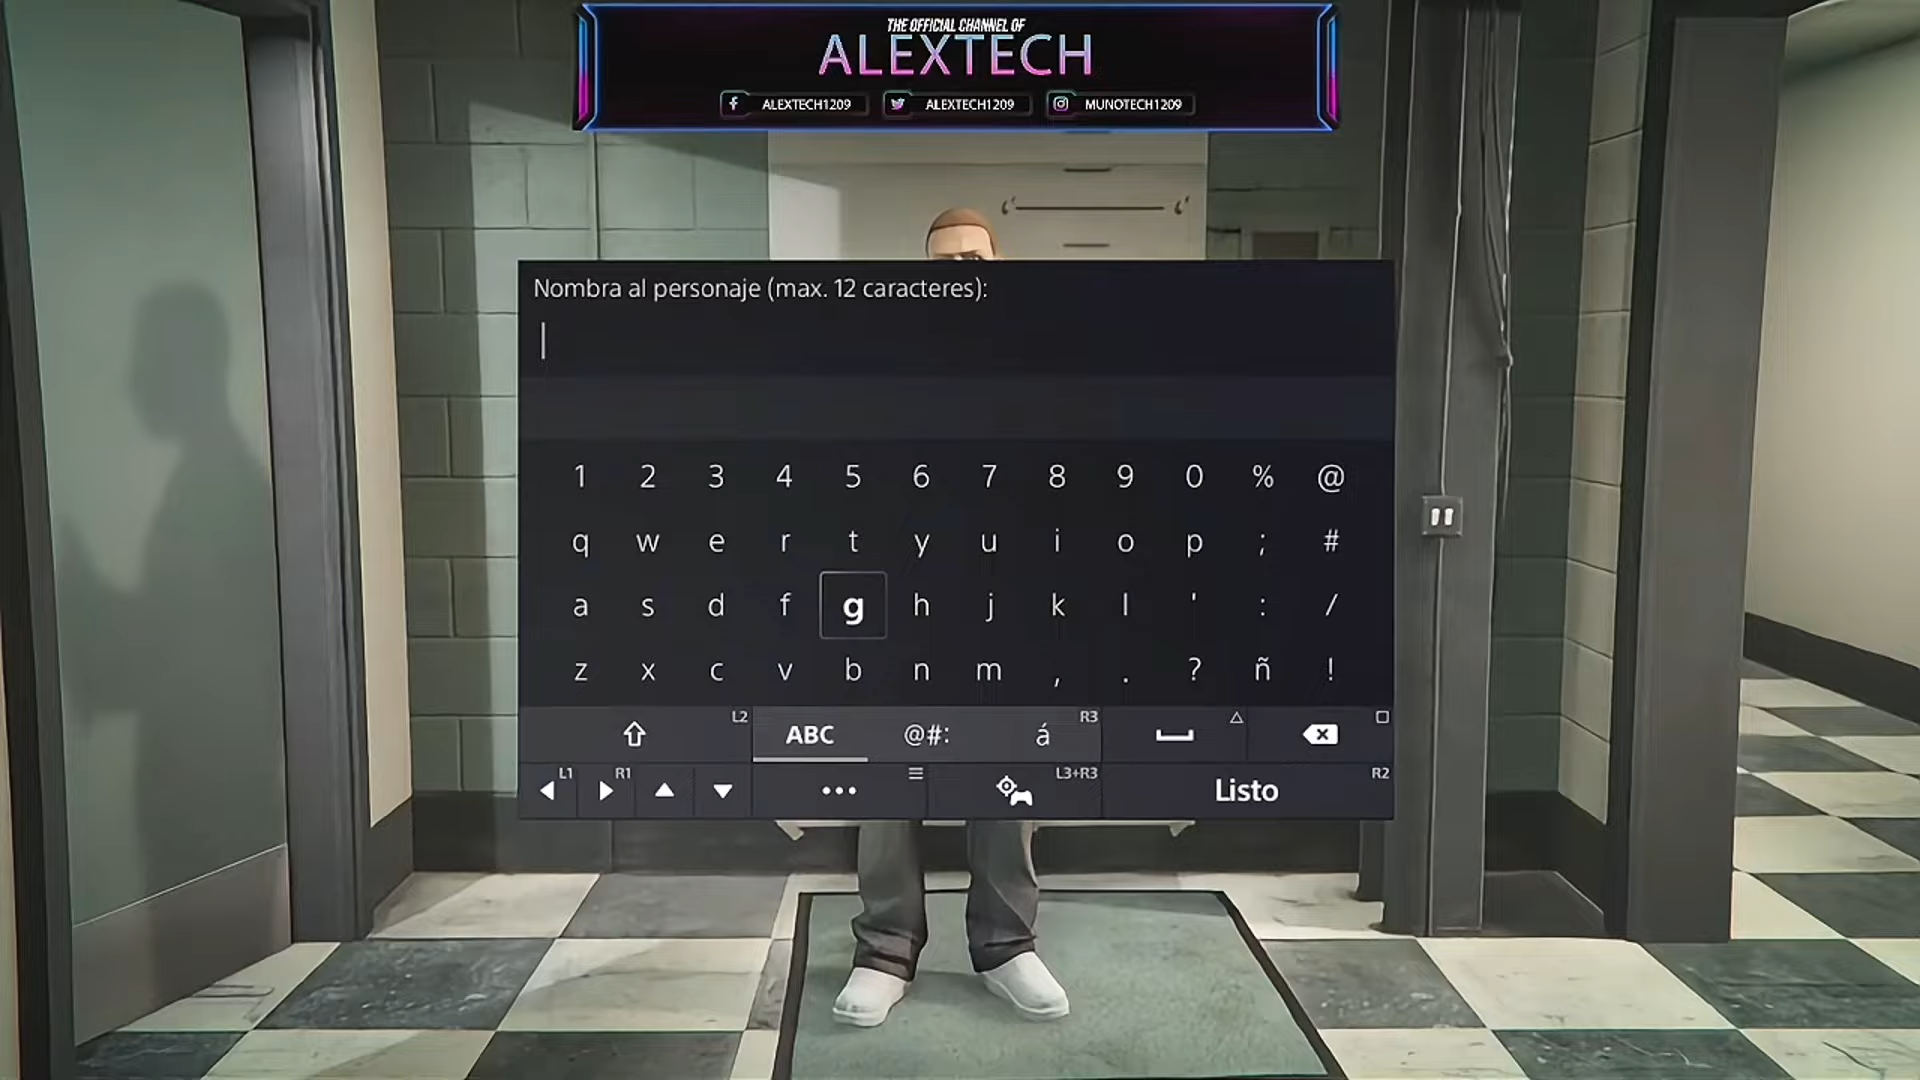 THE OFFICIAL CHANNEL OF
ALEXTECH
ALEXTECH1209 ALEXTECH1209 MUNOTECH1209
Nombra al personaje (max. 12 caracteres):
1 2 3 4 5 6 7 8 9 0 % @
q w e r t y u i o p ; #
a s d f g h j k l ' : /
z x c v b n m , . ? ñ !
L2 ABC @#: á R3
L1 R1 ... L3+R3 Listo R2